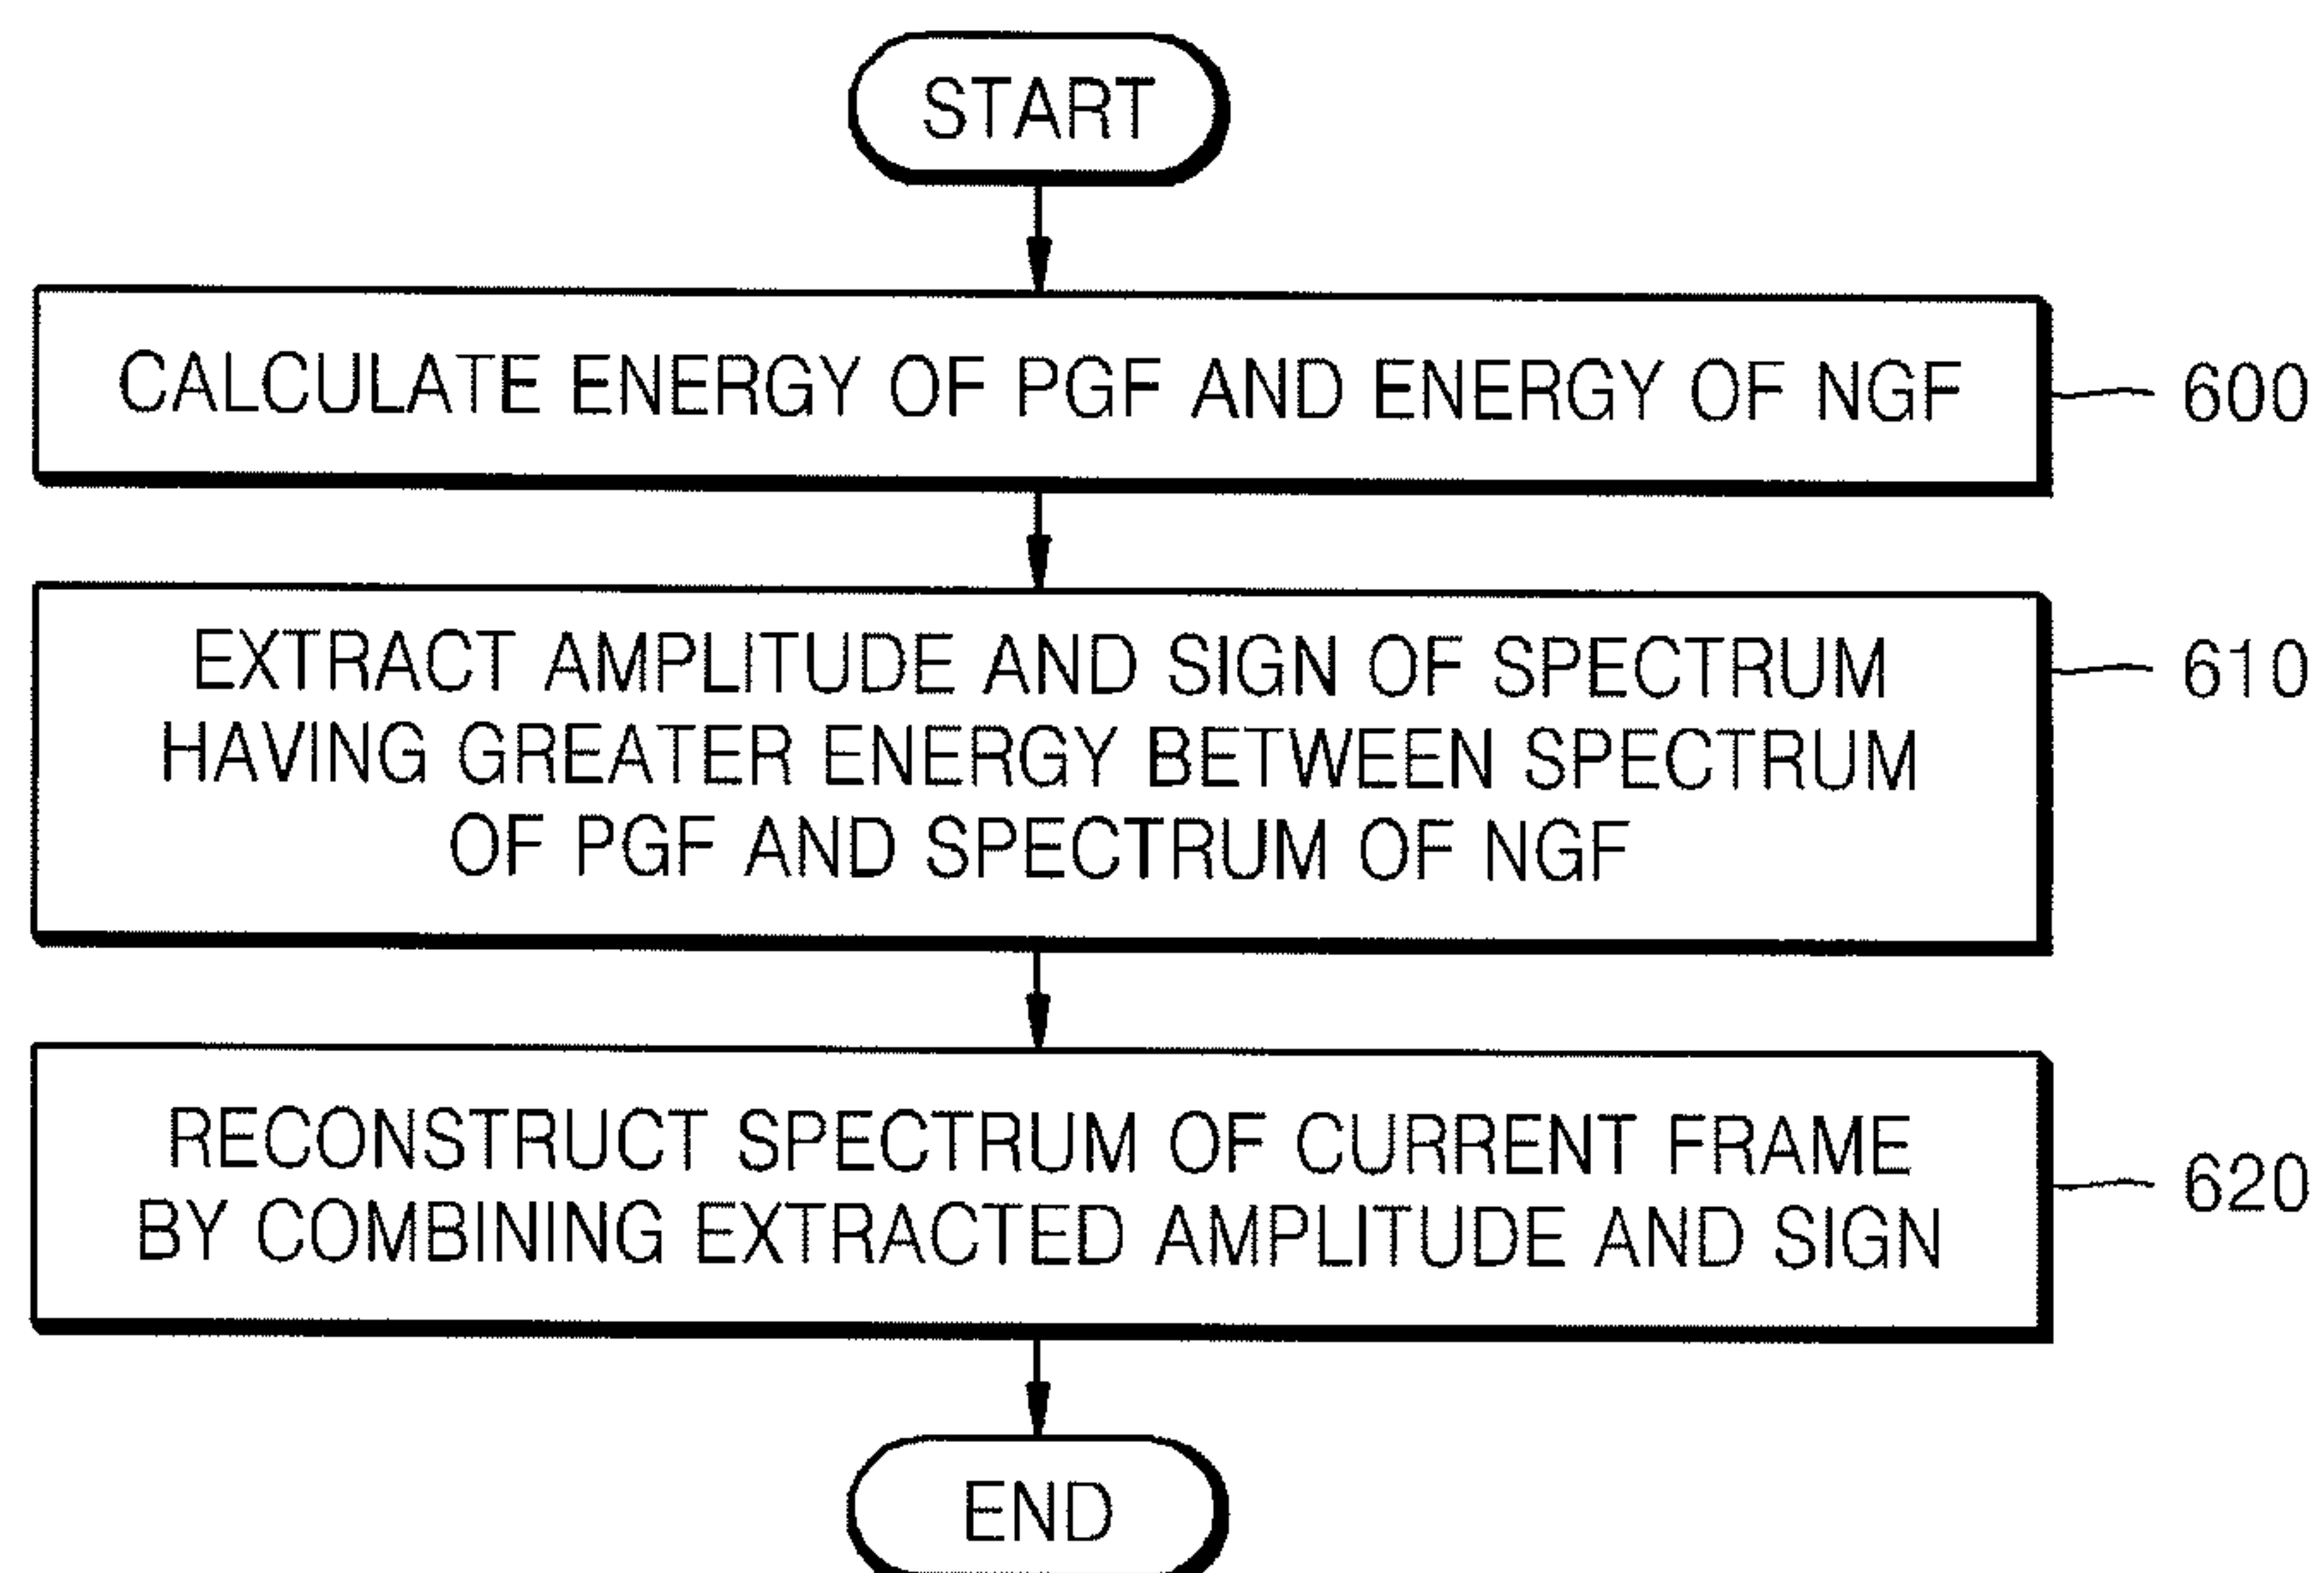 START
CALCULATE ENERGY OF PGF AND ENERGY OF NGF
600
EXTRACT AMPLITUDE AND SIGN OF SPECTRUM
HAVING GREATER ENERGY BETWEEN SPECTRUM
OF PGF AND SPECTRUM OF NGF
610
RECONSTRUCT SPECTRUM OF CURRENT FRAME
BY COMBINING EXTRACTED AMPLITUDE AND SIGN
620
END